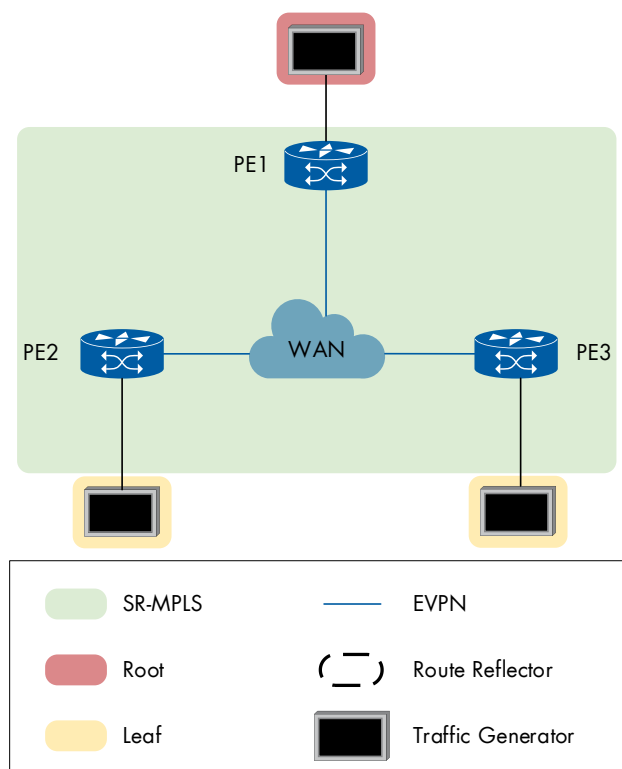 PE1
PE2
WAN
PE3
SR-MPLS
EVPN
Root
Route Reflector
Leaf
Traffic Generator